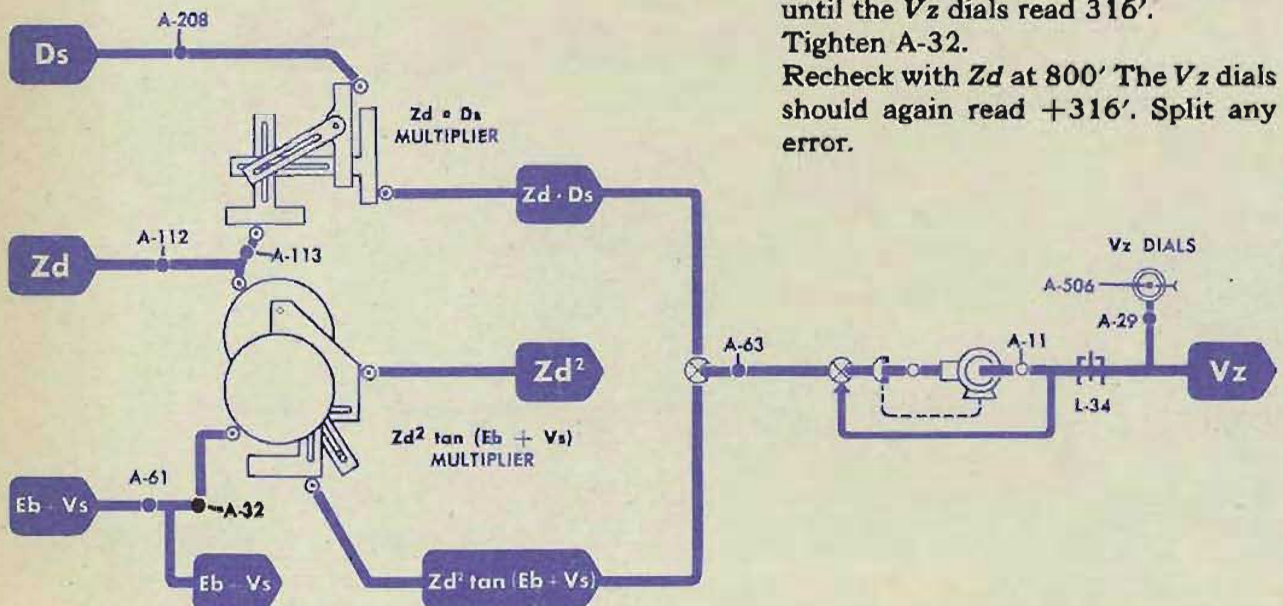 until the Vz dials read 316'.
Tighten A-32.
Recheck with Zd at 800' The Vz dials
should again read +316'. Split any
error.
A-208
Ds
Zd • Ds
MULTIPLIER
Zd · Ds
A-112
Zd
A-113
Vz DIALS
A-506
A-29
A-63
A-11
Zd²
Vz
L-34
Zd² tan (Eb + Vs)
MULTIPLIER
A-61
Eb + Vs
A-32
Eb + Vs
Zd² tan (Eb + Vs)